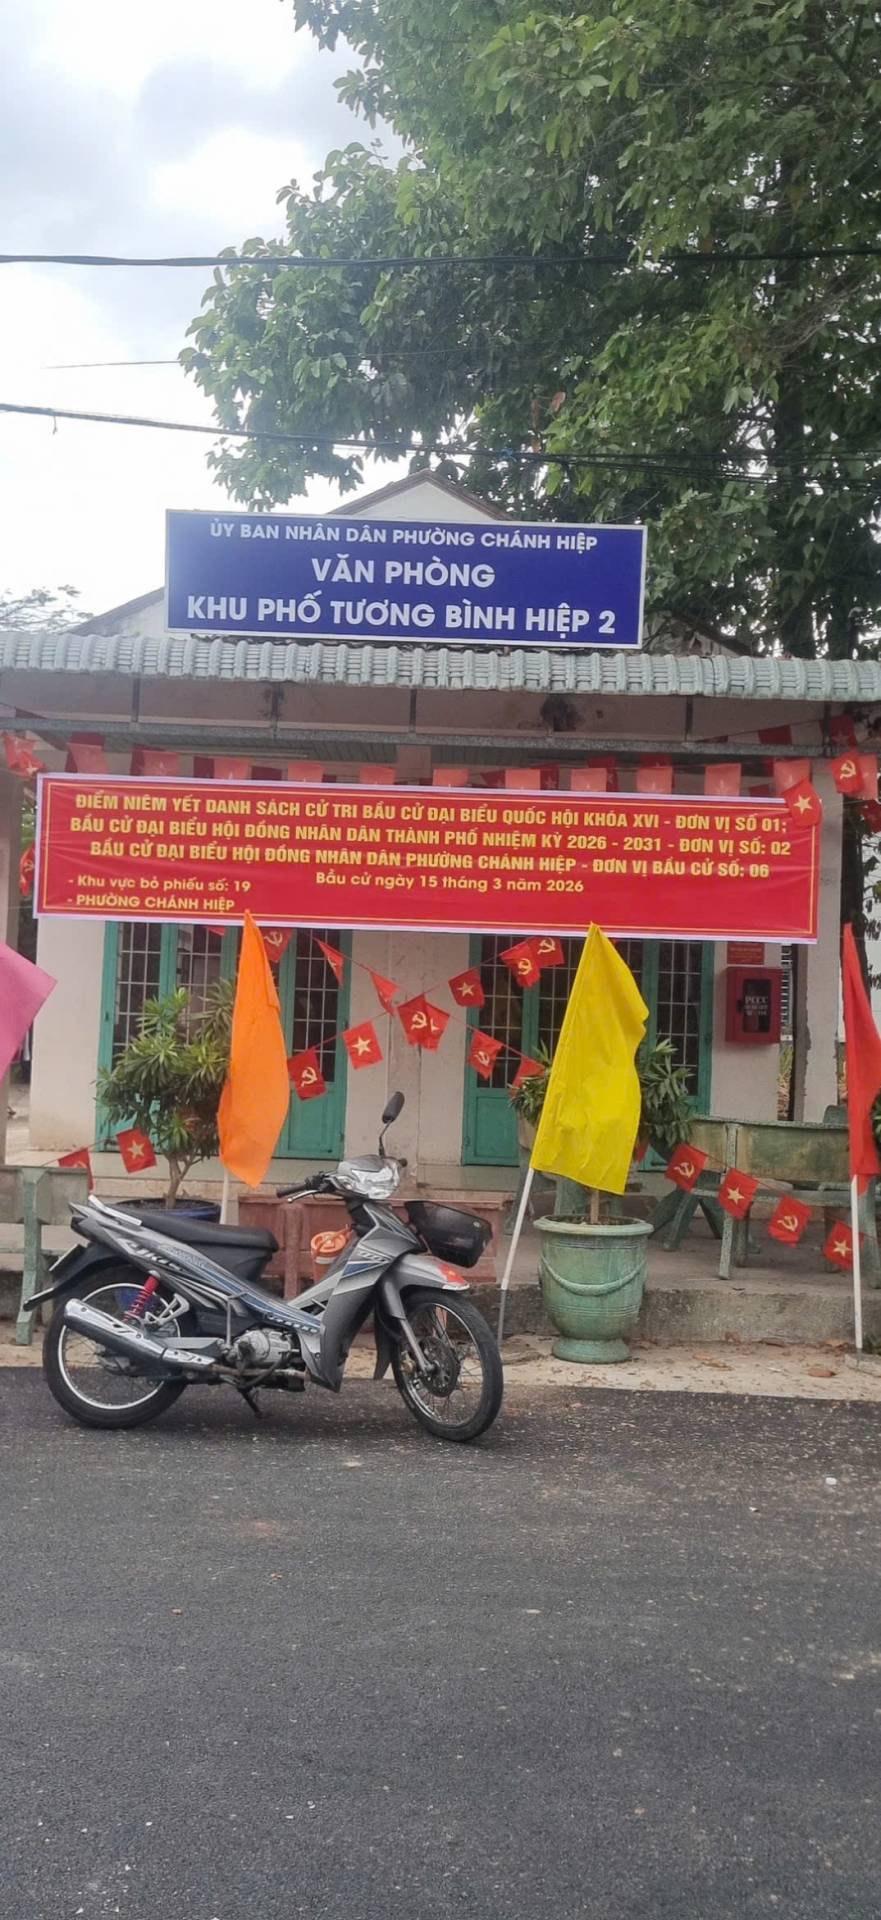 ỦY BAN NHÂN DÂN PHƯỜNG CHÁNH HIỆP
VĂN PHÒNG
KHU PHỐ TƯƠNG BÌNH HIỆP 2
ĐIỂM NIÊM YẾT DANH SÁCH CỬ TRI BẦU CỬ ĐẠI BIỂU QUỐC HỘI KHÓA XVI - ĐƠN VỊ SỐ 01;
BẦU CỬ ĐẠI BIỂU HỘI ĐỒNG NHÂN DÂN THÀNH PHỐ NHIỆM KỲ 2026 - 2031 - ĐƠN VỊ SỐ: 02
BẦU CỬ ĐẠI BIỂU HỘI ĐỒNG NHÂN DÂN PHƯỜNG CHÁNH HIỆP - ĐƠN VỊ BẦU CỬ SỐ: 06
- Khu vực bỏ phiếu số: 19
Bầu cử ngày 15 tháng 3 năm 2026
- PHƯỜNG CHÁNH HIỆP
PCCC